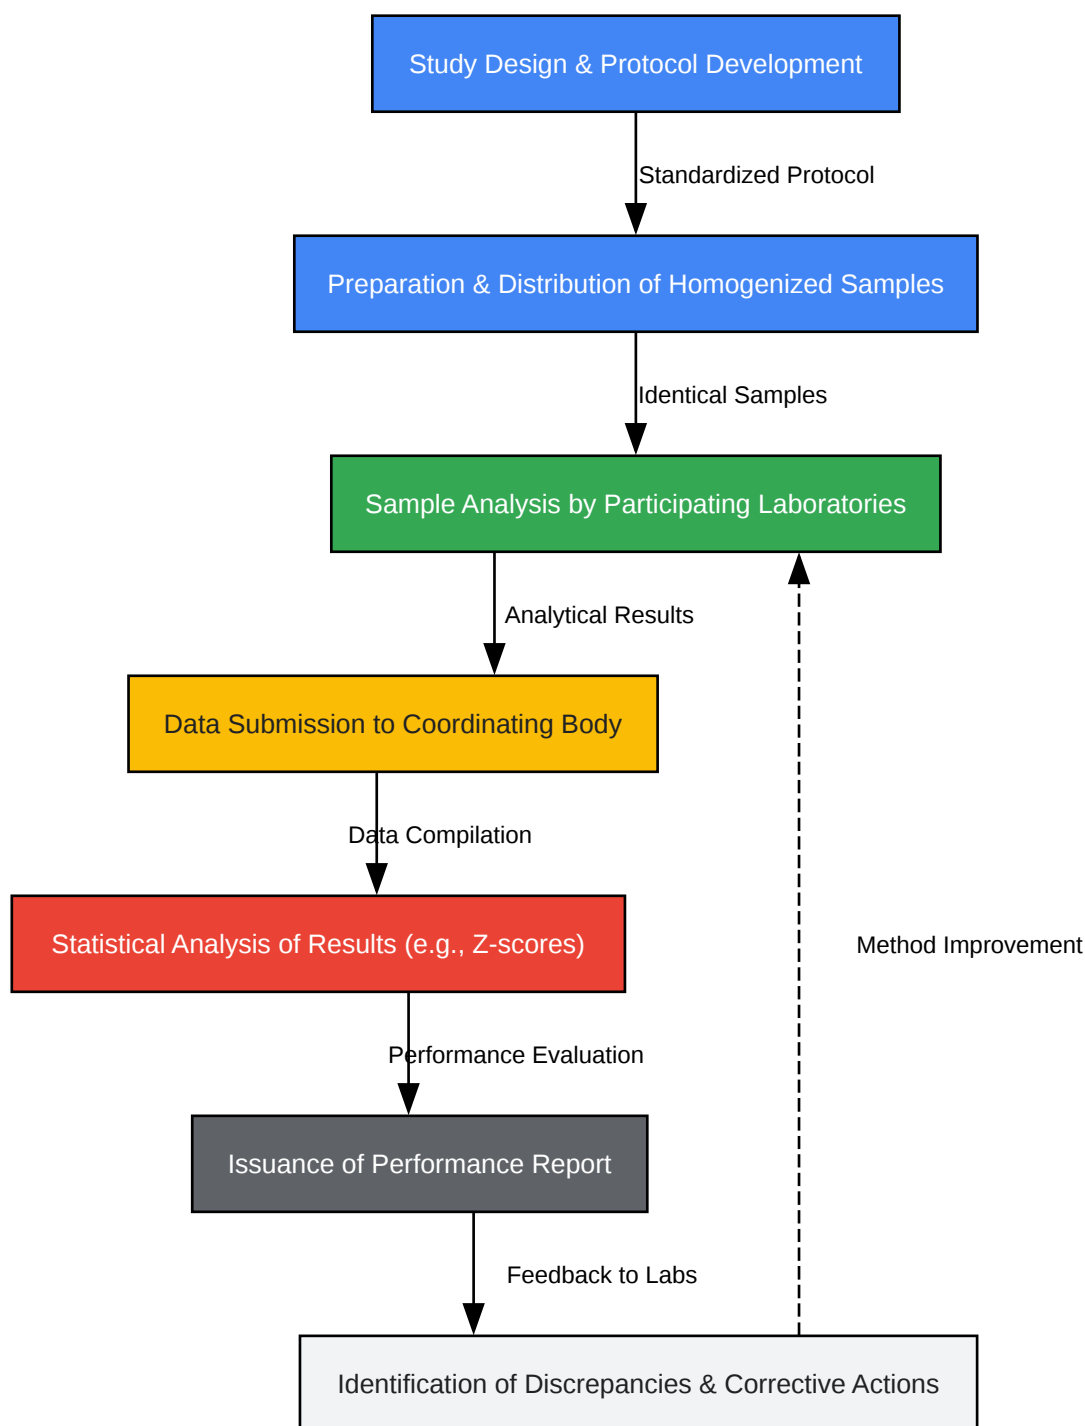 Study Design & Protocol Development
Standardized Protocol
Preparation & Distribution of Homogenized Samples
Identical Samples
Sample Analysis by Participating Laboratories
Analytical Results
Data Submission to Coordinating Body
Data Compilation
Statistical Analysis of Results (e.g., Z-scores)
Method Improvement
Performance Evaluation
Issuance of Performance Report
Feedback to Labs
Identification of Discrepancies & Corrective Actions